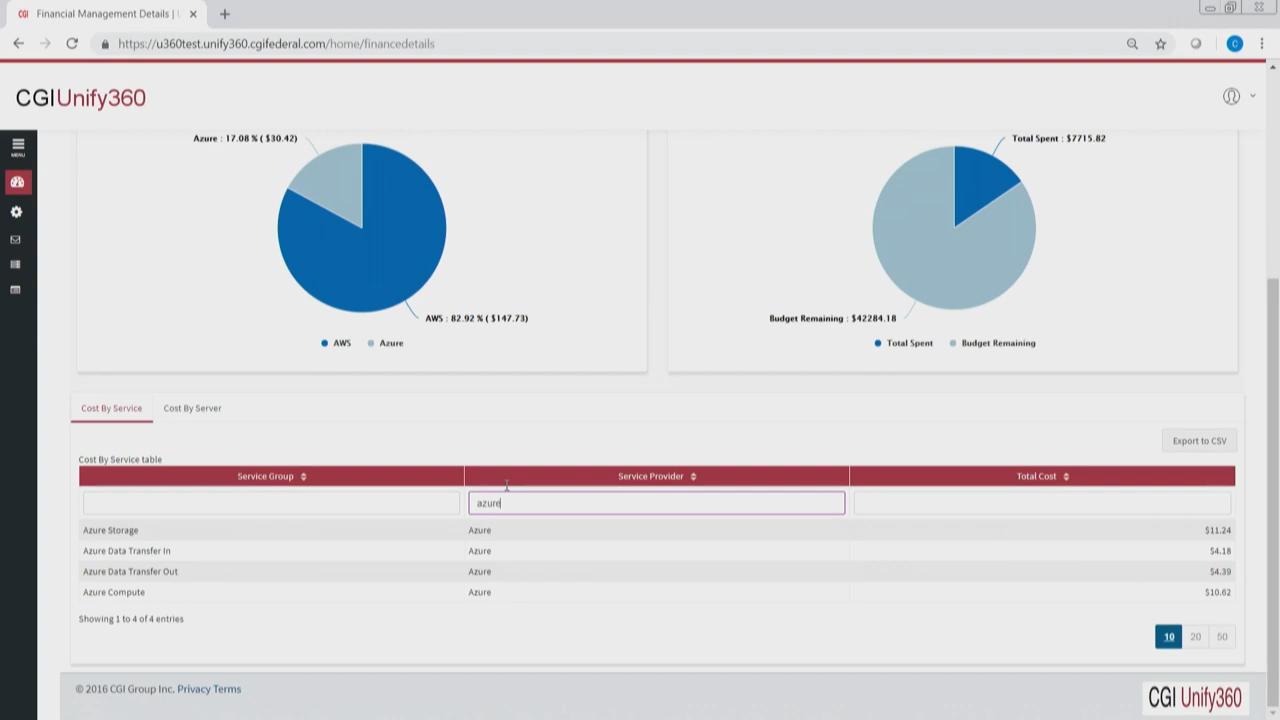 Financial Management Details |
https://u360test.unify360.cgifederal.com/home/financedetails
CGI Unify360
MENU
Azure : 17.08 % ( $30.42)
AWS : 82.92 % ( $147.73)
AWS Azure
Total Spent : $7715.82
Budget Remaining : $42284.18
Total Spent Budget Remaining
Cost By Service Cost By Server
Export to CSV
Cost By Service table
Service Group Service Provider Total Cost
azure
Azure Storage Azure $11.24
Azure Data Transfer In Azure $4.18
Azure Data Transfer Out Azure $4.39
Azure Compute Azure $10.62
Showing 1 to 4 of 4 entries
10 20 50
© 2016 CGI Group Inc. Privacy Terms
CGI Unify360